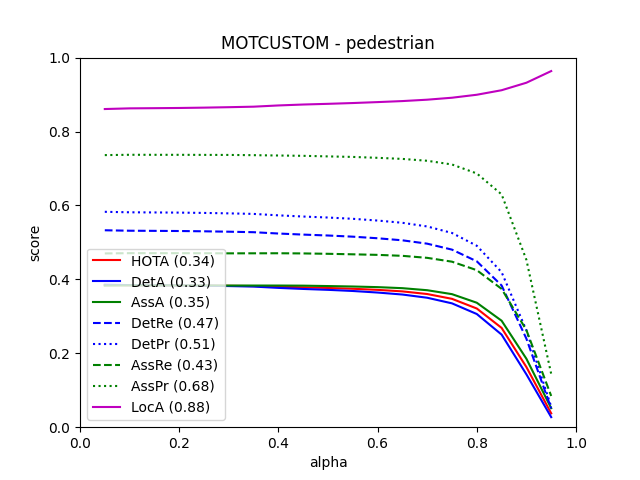 MOTCUSTOM - pedestrian
1.0
0.8
0.6
0.4
0.2
0.0
score
HOTA (0.34)
DetA (0.33)
AssA (0.35)
DetRe (0.47)
DetPr (0.51)
AssRe (0.43)
AssPr (0.68)
LocA (0.88)
0.0 0.2 0.4 0.6 0.8 1.0
alpha